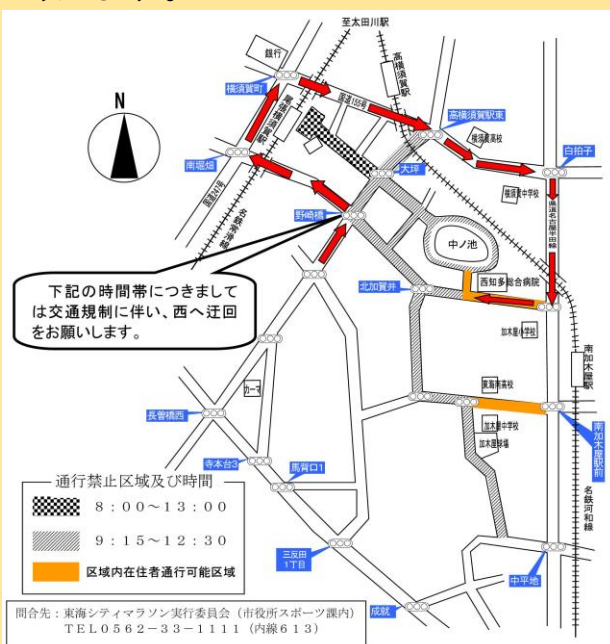 至太田川駅
銀行
横須賀町
国道155号
高横須賀駅
尾張横須賀駅
高横須賀駅東
横須賀高校
白拍子
N
南堀畑
大坪
横須賀中学校
県道名古屋半田線
野崎橋
名鉄常滑線
中ノ池
下記の時間帯につきまして
は交通規制に伴い、西へ迂回
をお願いします。
北加賀井
西知多総合病院
加木屋小学校
南加木屋駅
カーマ
東海南高校
長曽橋西
加木屋中学校
加木屋球場
南加木屋駅前
寺本台3
馬背口1
名鉄河和線
通行禁止区域及び時間
8:00~13:00
9:15~12:30
区域内在住者通行可能区域
三反田
1丁目
中平地
成就
問合先:東海シティマラソン実行委員会(市役所スポーツ課内)
TEL0562-33-1111(内線613)